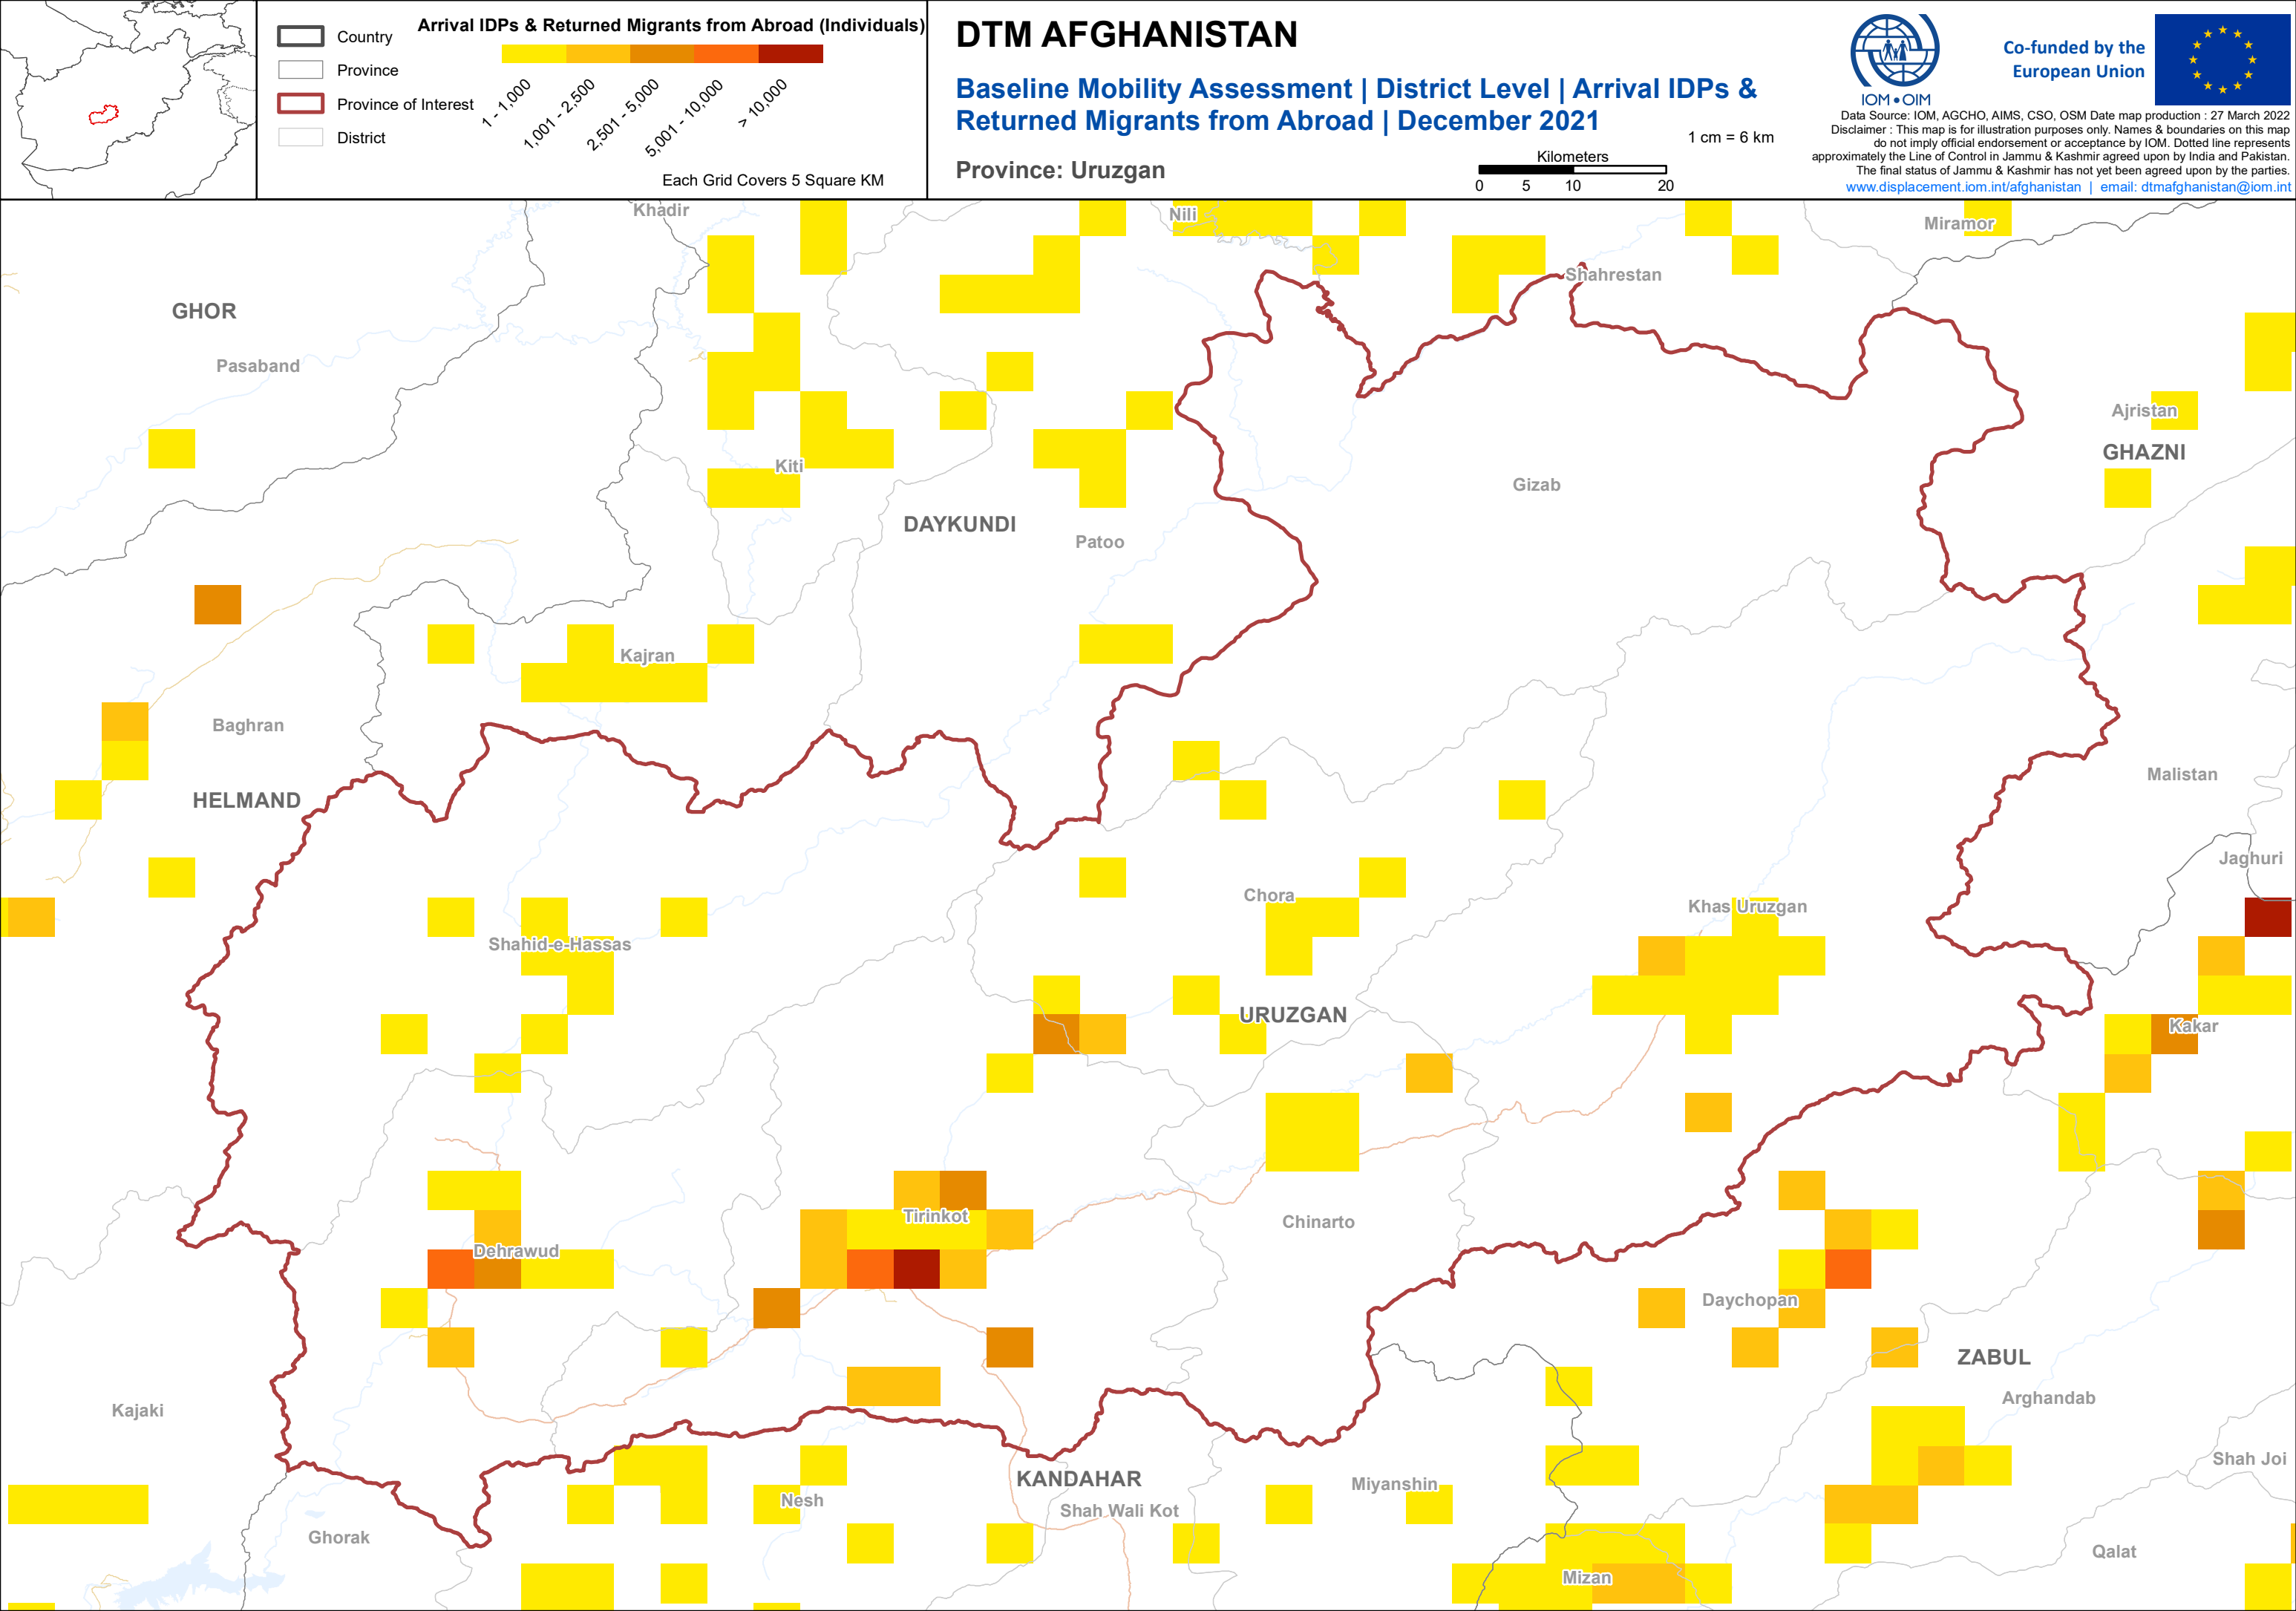 Country
Province
Province of Interest
District
Arrival IDPs & Returned Migrants from Abroad (Individuals)
1 - 1,000
1,001 - 2,500
2,501 - 5,000
5,001 - 10,000
> 10,000
Each Grid Covers 5 Square KM
DTM AFGHANISTAN
Baseline Mobility Assessment | District Level | Arrival IDPs &
Returned Migrants from Abroad | December 2021
Province: Uruzgan
1 cm = 6 km
Kilometers
0 5 10 20
IOM • OIM
Co-funded by the
European Union
Data Source: IOM, AGCHO, AIMS, CSO, OSM Date map production : 27 March 2022
Disclaimer : This map is for illustration purposes only. Names & boundaries on this map
do not imply official endorsement or acceptance by IOM. Dotted line represents
approximately the Line of Control in Jammu & Kashmir agreed upon by India and Pakistan.
The final status of Jammu & Kashmir has not yet been agreed upon by the parties.
www.displacement.iom.int/afghanistan | email: dtmafghanistan@iom.int
Khadir
Nili
Miramor
Shahrestan
GHOR
Pasaband
Ajristan
GHAZNI
Kiti
Gizab
DAYKUNDI
Patoo
Kajran
Baghran
Malistan
HELMAND
Jaghuri
Chora
Khas Uruzgan
Shahid-e-Hassas
URUZGAN
Kakar
Tirinkot
Chinarto
Dehrawud
Daychopan
ZABUL
Arghandab
Kajaki
Shah Joi
KANDAHAR
Miyanshin
Nesh
Shah Wali Kot
Ghorak
Qalat
Mizan